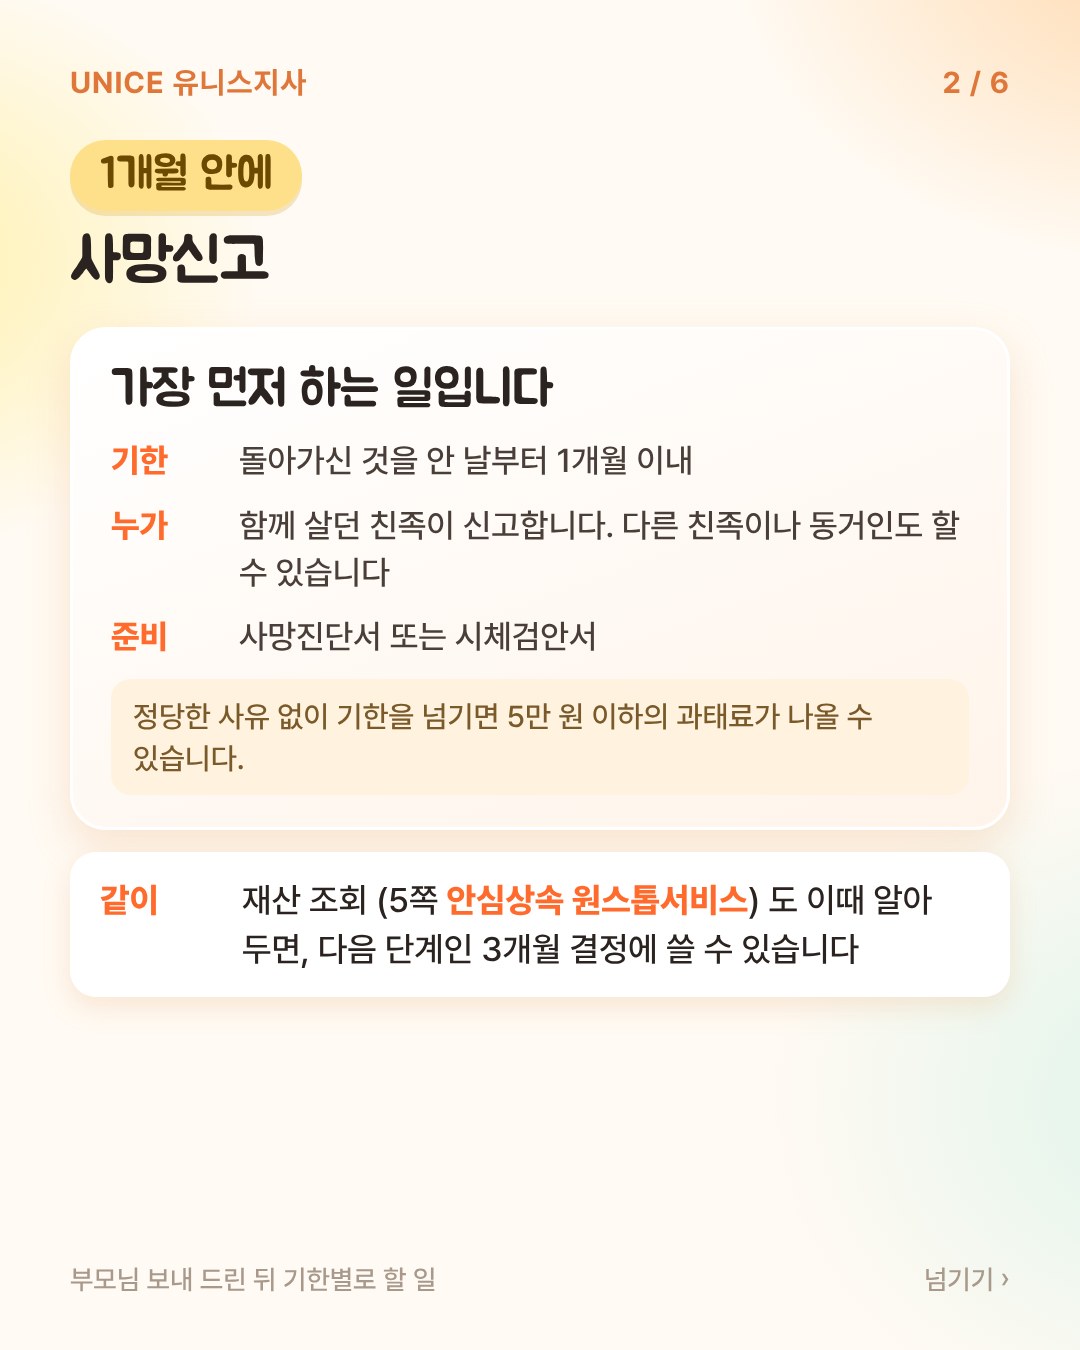 UNICE 유니스지사
2 / 6
1개월 안에
사망신고
가장 먼저 하는 일입니다
기한 돌아가신 것을 안 날부터 1개월 이내
누가 함께 살던 친족이 신고합니다. 다른 친족이나 동거인도 할
수 있습니다
준비 사망진단서 또는 시체검안서
정당한 사유 없이 기한을 넘기면 5만 원 이하의 과태료가 나올 수
있습니다.
같이 재산 조회 (5쪽 안심상속 원스톱서비스) 도 이때 알아
두면, 다음 단계인 3개월 결정에 쓸 수 있습니다
부모님 보내 드린 뒤 기한별로 할 일
넘기기 ›